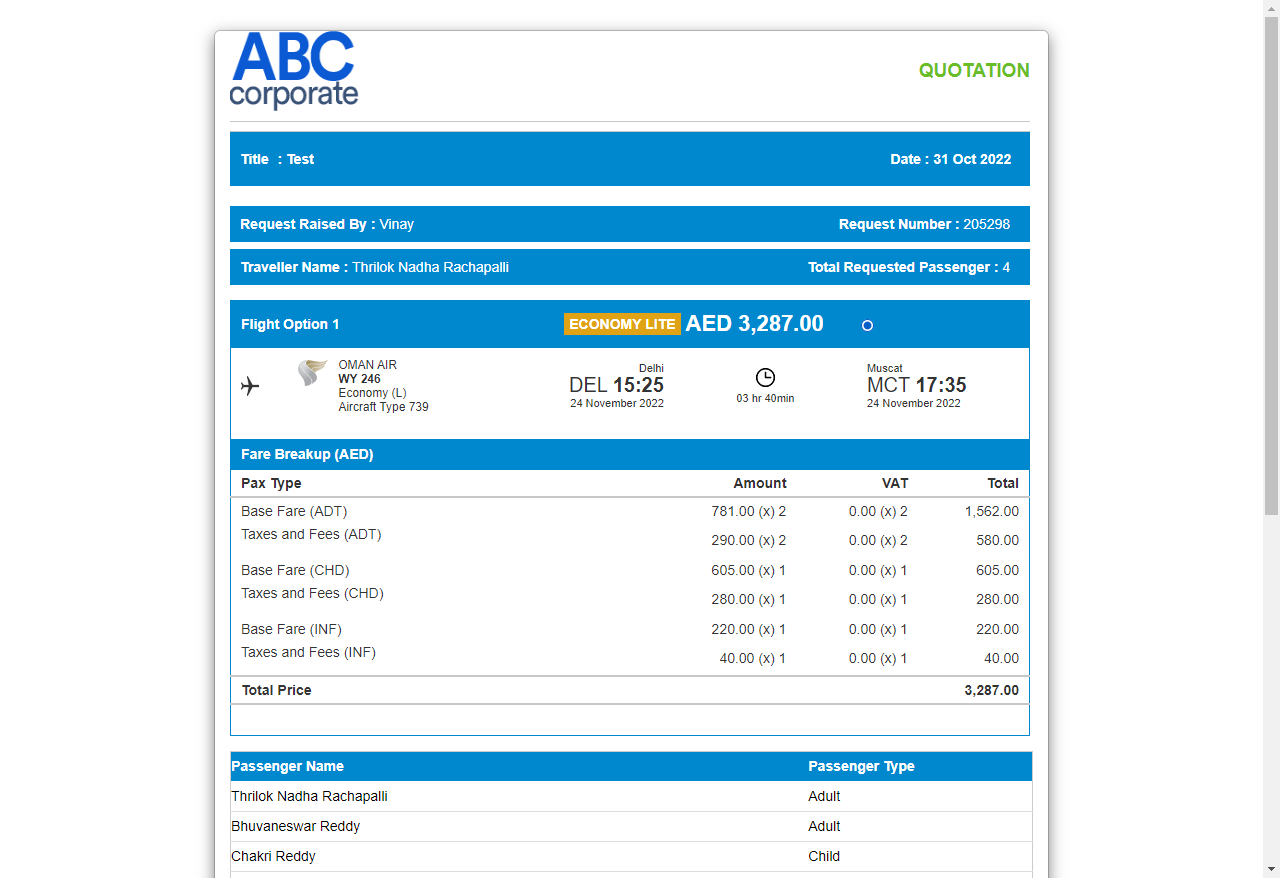 ABC
corporate
QUOTATION
Title : Test
Date : 31 Oct 2022
Request Raised By : Vinay
Request Number : 205298
Traveller Name : Thrilok Nadha Rachapalli
Total Requested Passenger : 4
Flight Option 1
ECONOMY LITE AED 3,287.00
OMAN AIR
WY 246
Economy (L)
Aircraft Type 739
Delhi
DEL 15:25
24 November 2022
03 hr 40min
Muscat
MCT 17:35
24 November 2022
Fare Breakup (AED)
Pax Type Amount VAT Total
Base Fare (ADT) 781.00 (x) 2 0.00 (x) 2 1,562.00
Taxes and Fees (ADT) 290.00 (x) 2 0.00 (x) 2 580.00
Base Fare (CHD) 605.00 (x) 1 0.00 (x) 1 605.00
Taxes and Fees (CHD) 280.00 (x) 1 0.00 (x) 1 280.00
Base Fare (INF) 220.00 (x) 1 0.00 (x) 1 220.00
Taxes and Fees (INF) 40.00 (x) 1 0.00 (x) 1 40.00
Total Price 3,287.00
Passenger Name Passenger Type
Thrilok Nadha Rachapalli Adult
Bhuvaneswar Reddy Adult
Chakri Reddy Child